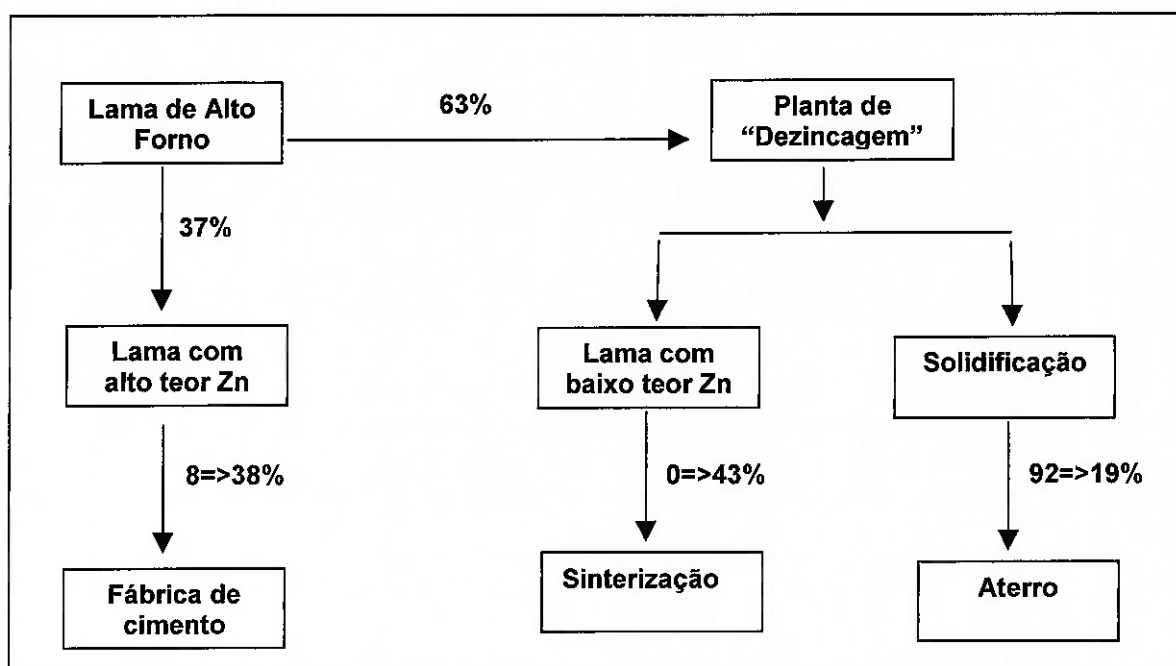 Lama de Alto
Forno
63%
Planta de
“Dezincagem”
37%
Lama com
alto teor Zn
Lama com
baixo teor Zn
Solidificação
8=>38%
0=>43%
92=>19%
Fábrica de
cimento
Sinterização
Aterro